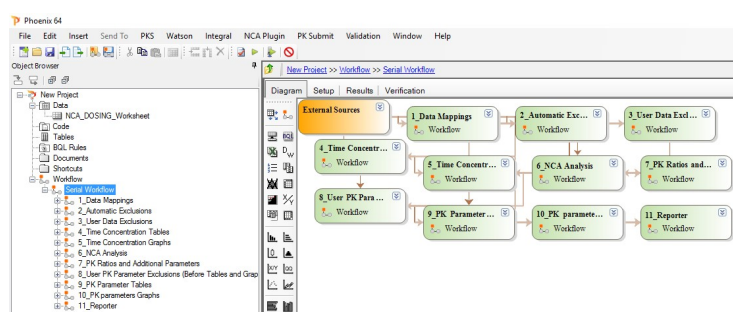 Phoenix 64
File Edit Insert Send To PKS Watson Integral NCA Plugin PK Submit Validation Window Help
Object Browser
New Project >> Workflow >> Serial Workflow
New Project
Data
NCA_DOSING_Worksheet
Code
Tables
BQL Rules
Documents
Shortcuts
Workflow
Serial Workflow
1_Data Mappings
2_Automatic Exclusions
3_User Data Exclusions
4_Time Concentration Tables
5_Time Concentration Graphs
6_NCA Analysis
7_PK Ratios and Additional Parameters
8_User PK Parameter Exclusions (Before Tables and Grap
9_PK Parameter Tables
10_PK parameters Graphs
11_Reporter
Diagram Setup Results Verification
External Sources
1_Data Mappings
Workflow
2_Automatic Exc...
Workflow
3_User Data Excl...
Workflow
4_Time Concentr...
Workflow
5_Time Concentr...
Workflow
6_NCA Analysis
Workflow
7_PK Ratios and...
Workflow
8_User PK Para...
Workflow
9_PK Parameter...
Workflow
10_PK paramete...
Workflow
11_Reporter
Workflow